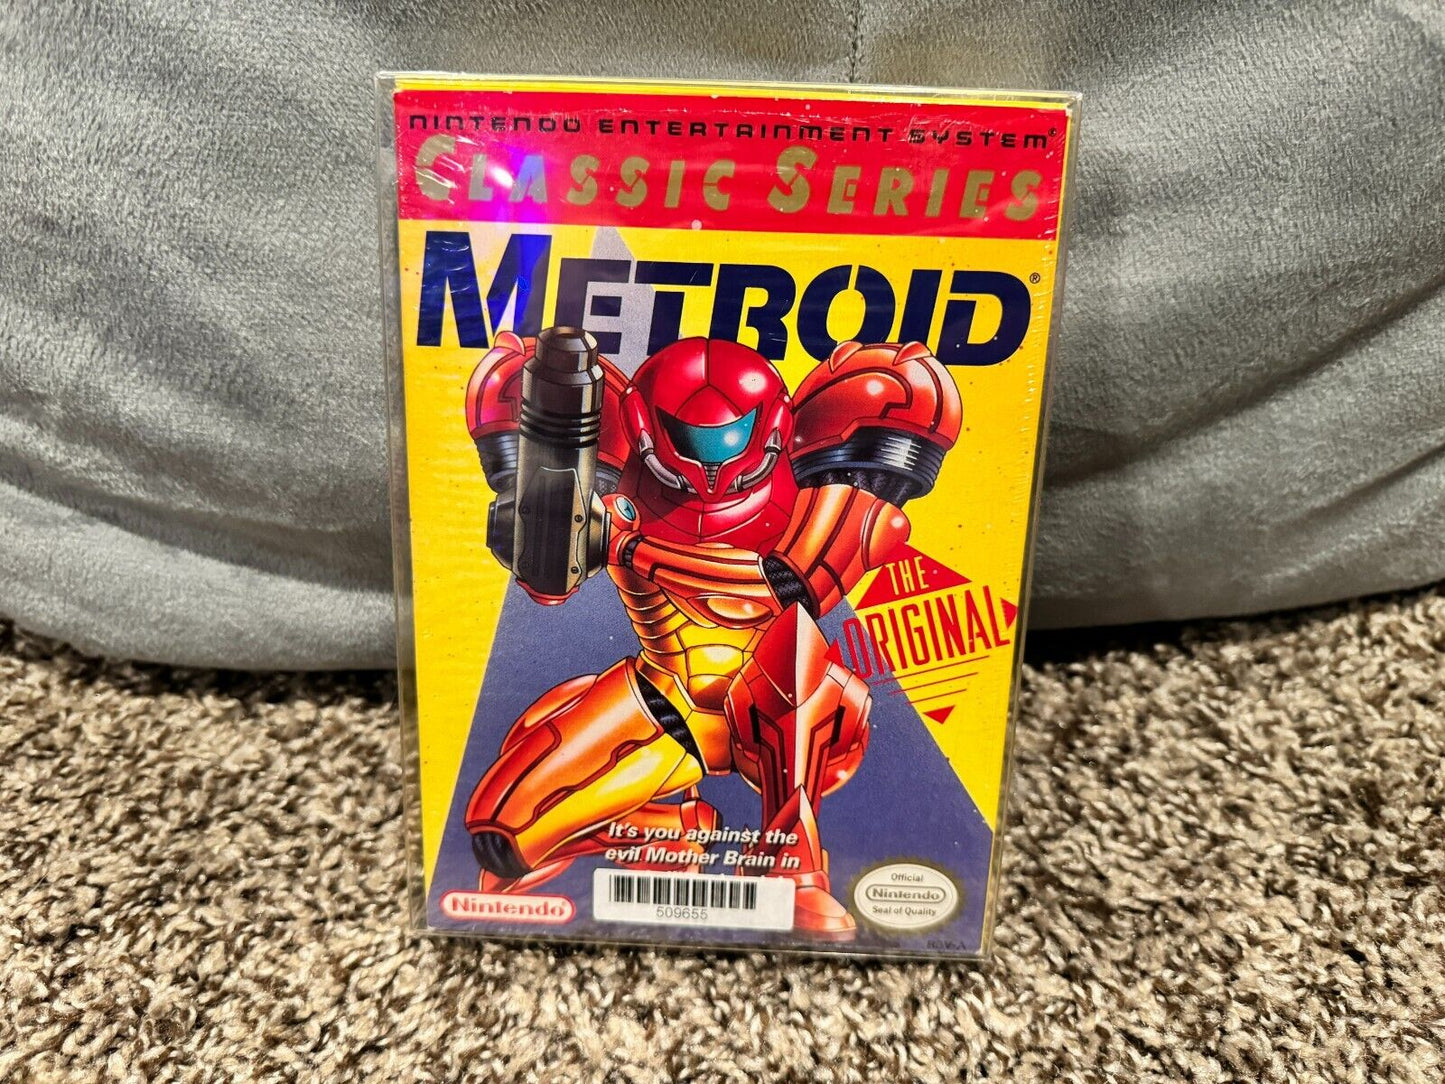 NINTENDO ENTERTAINMENT SYSTEM®
CLASSIC SERIES
METROID®
THE
ORIGINAL
It's you against the
evil Mother Brain in
509655
Nintendo®
Official
Nintendo
Seal of Quality
REV-A